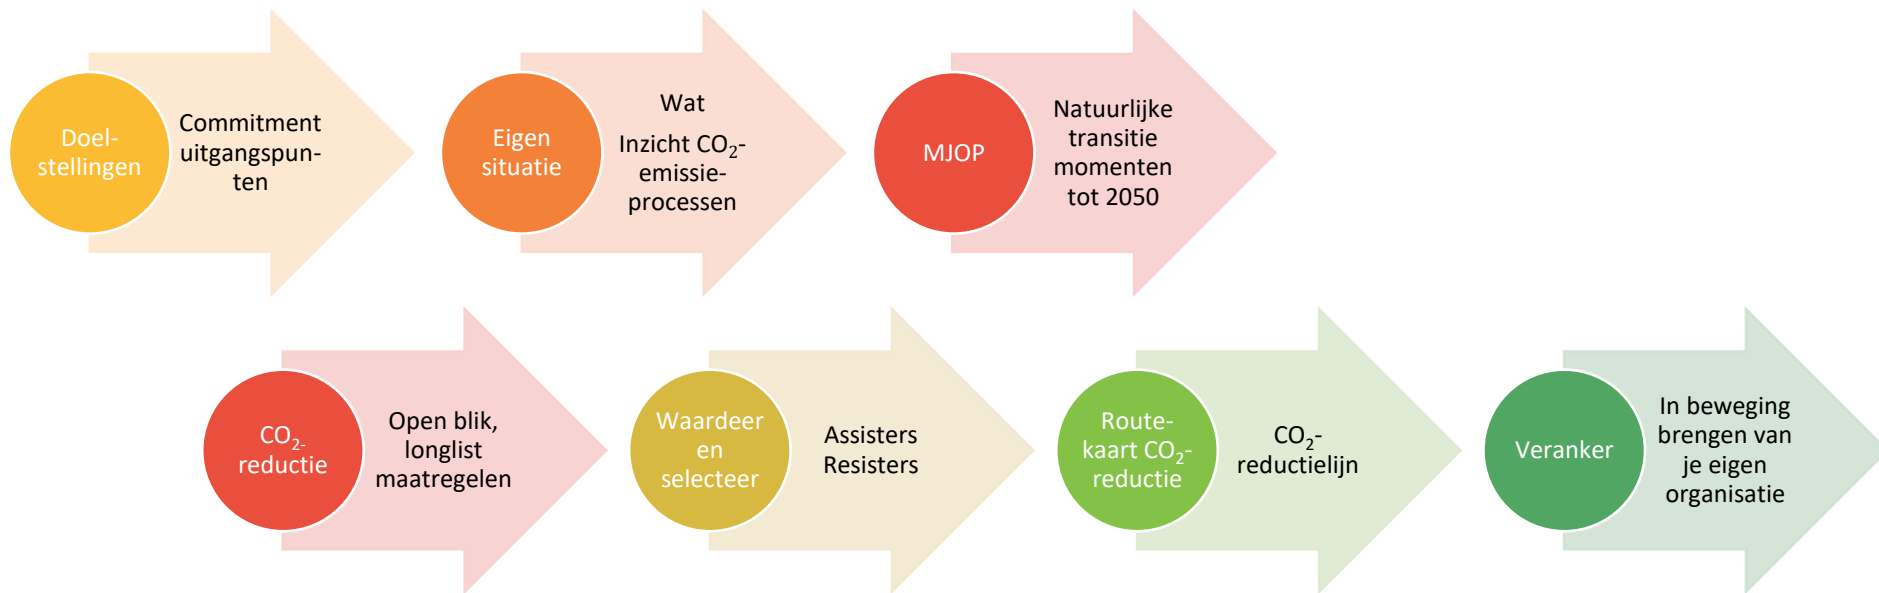 Doel-
stellingen
Commitment
uitgangspun-
ten
Eigen
situatie
Wat
Inzicht CO₂-
emissie-
processen
MJOP
Natuurlijke
transitie
momenten
tot 2050
CO₂-
reductie
Open blik,
longlist
maatregelen
Waardeer
en
selecteer
Assisters
Resisters
Route-
kaart CO₂-
reductie
CO₂-
reductielijn
Veranker
In beweging
brengen van
je eigen
organisatie